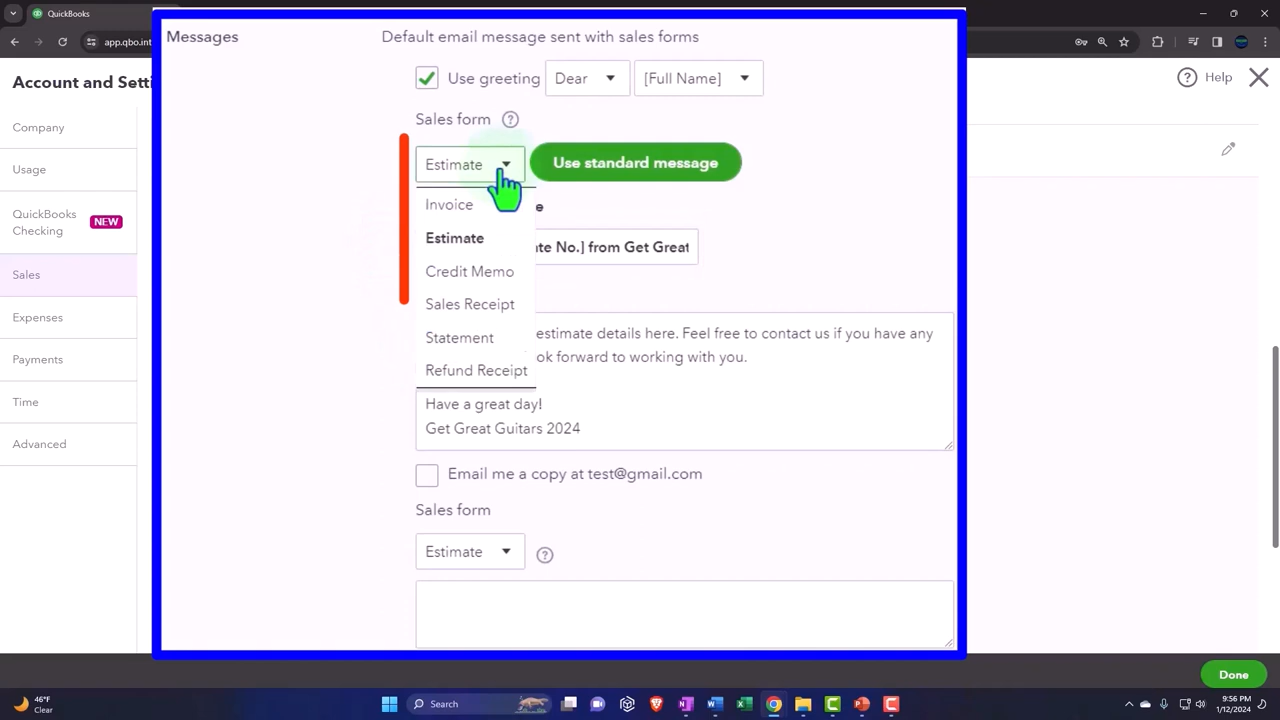 QuickBooks
app.qbo.int
Account and Setti
Help
Company
Usage
QuickBooks
Checking
NEW
Sales
Expenses
Payments
Time
Advanced
Messages
Default email message sent with sales forms
Use greeting
Dear
[Full Name]
Sales form
Estimate
Use standard message
Invoice
Estimate
Credit Memo
Sales Receipt
Statement
Refund Receipt
e
te No.] from Get Great
estimate details here. Feel free to contact us if you have any
ok forward to working with you.
Have a great day!
Get Great Guitars 2024
Email me a copy at test@gmail.com
Sales form
Estimate
Done
46°F
Clear
Search
9:56 PM
1/12/2024